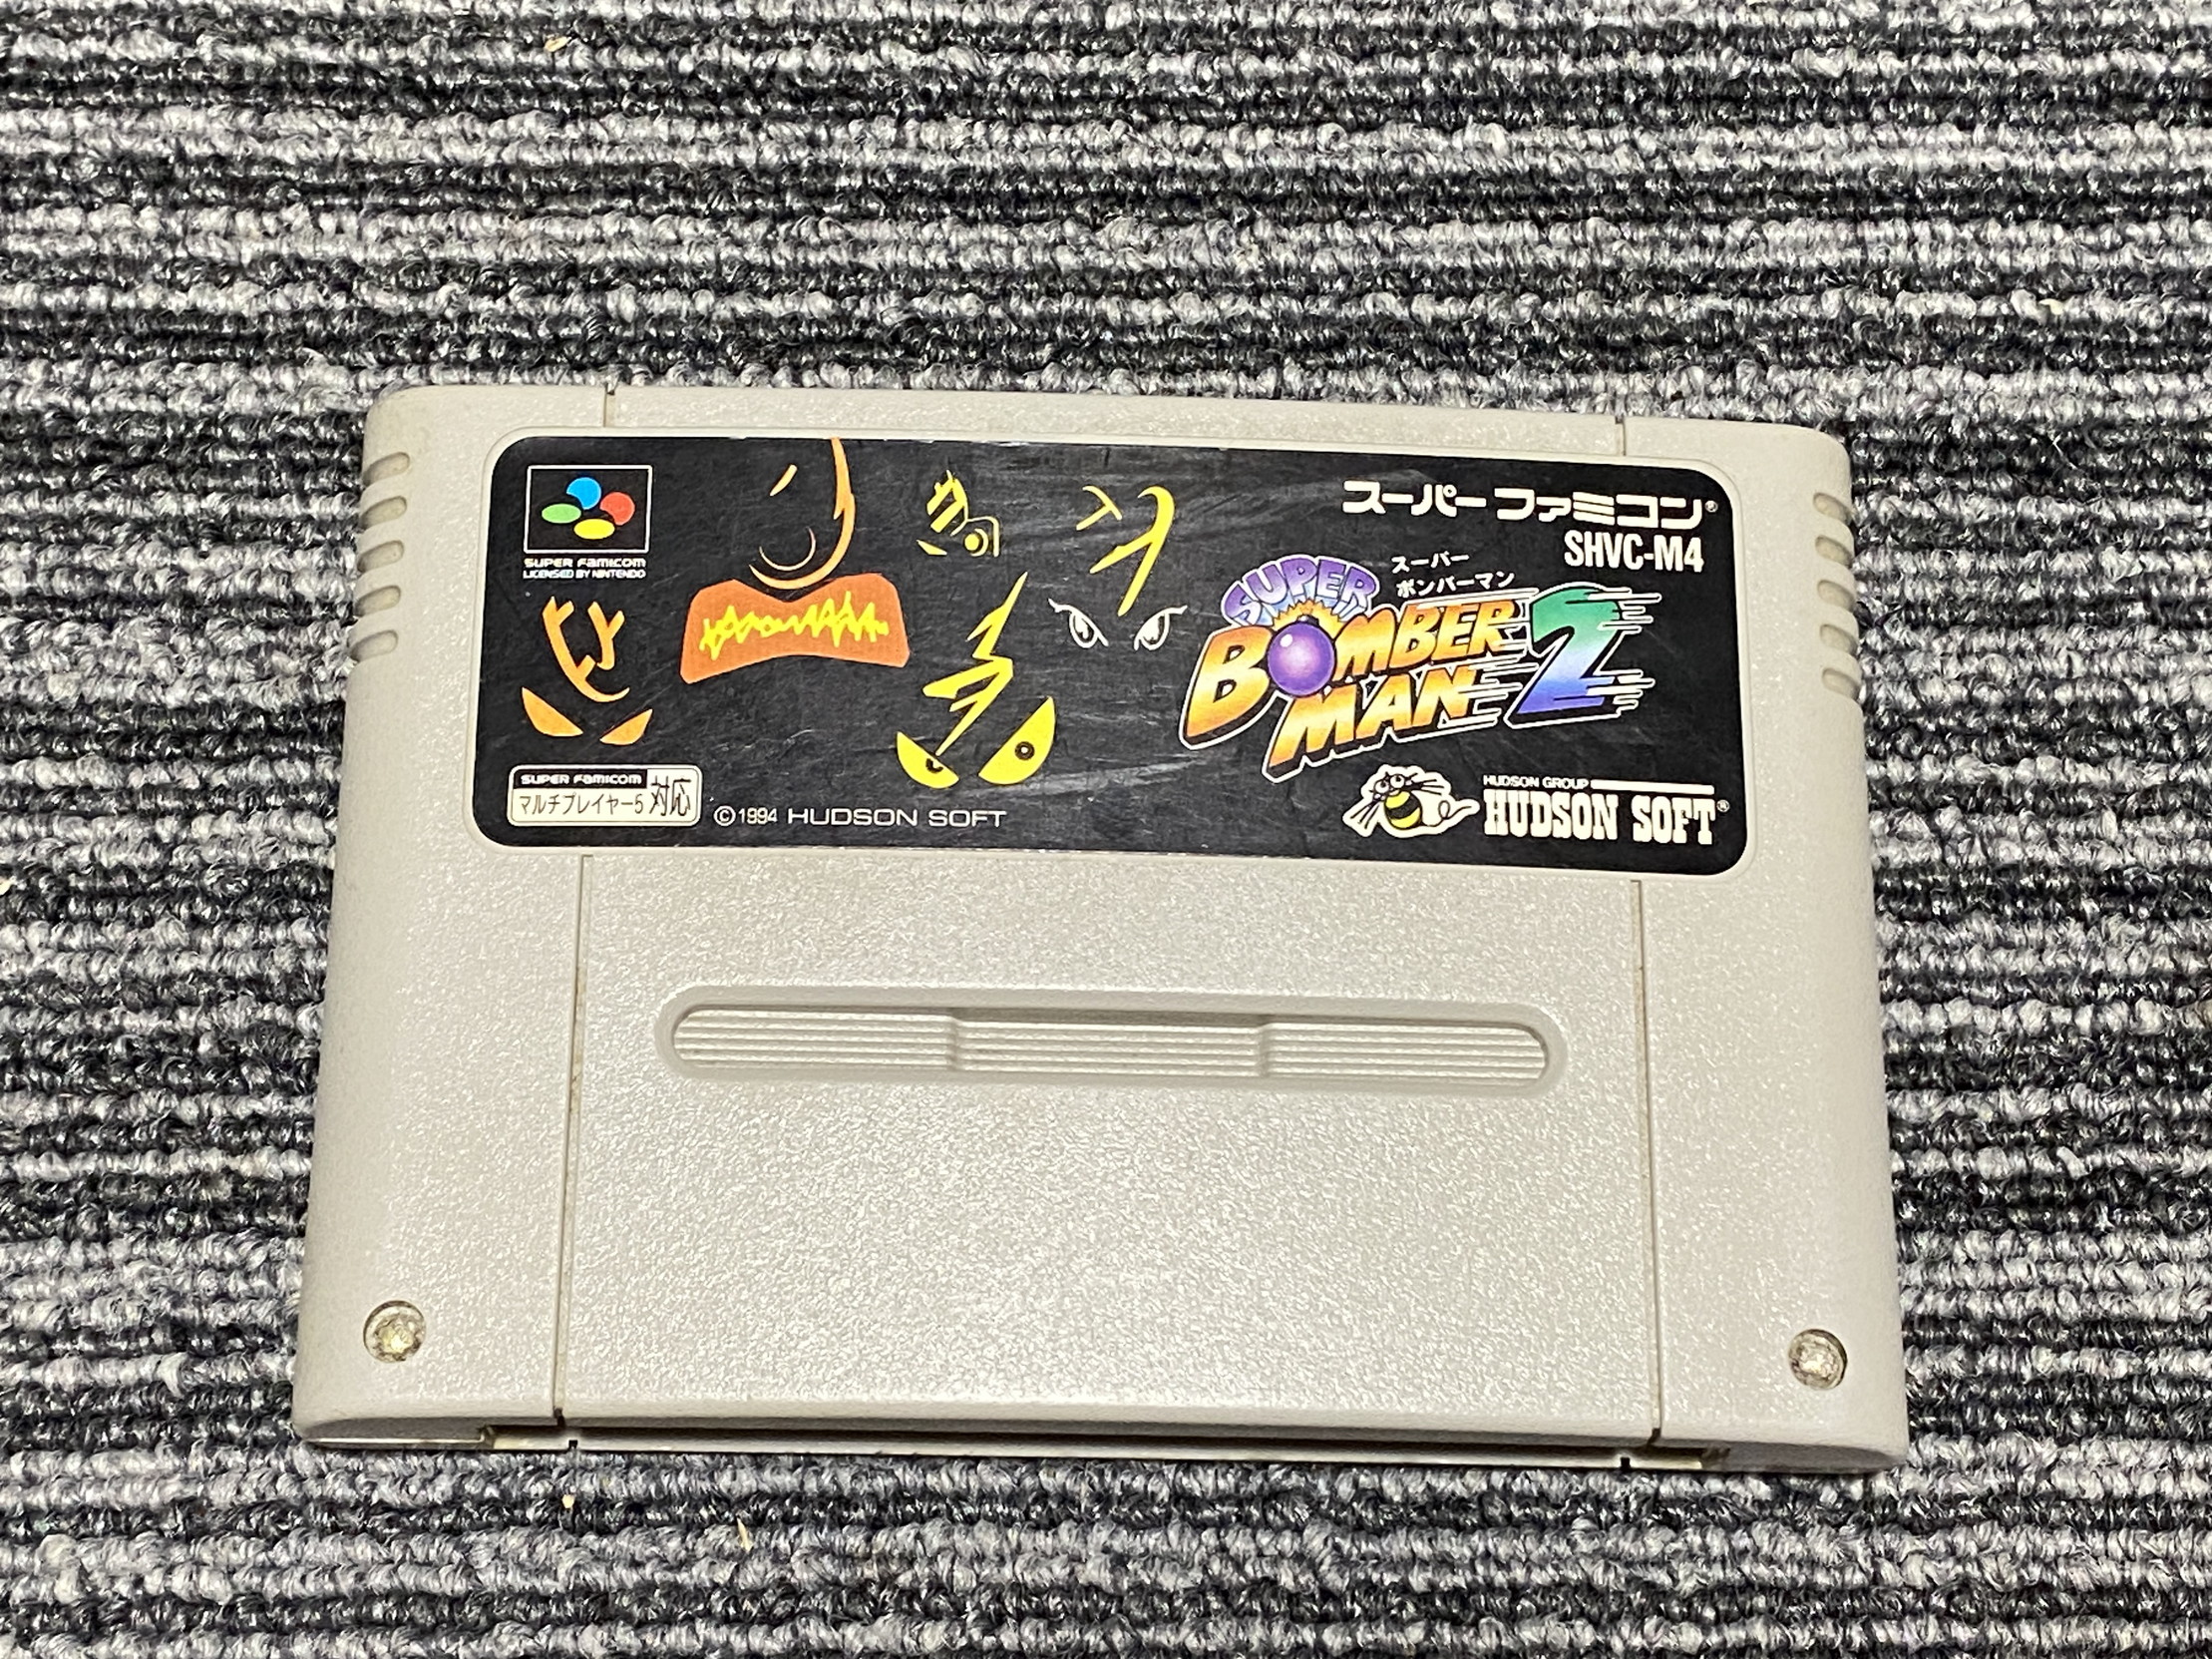 SUPER FAMICOM
LICENSED BY NINTENDO
スーパーファミコン®
SHVC-M4
スーパー
ボンバーマン
SUPER
BOMBER
MAN 2
SUPER FAMICOM
マルチプレイヤー5 対応
©1994 HUDSON SOFT
HUDSON GROUP
HUDSON SOFT®